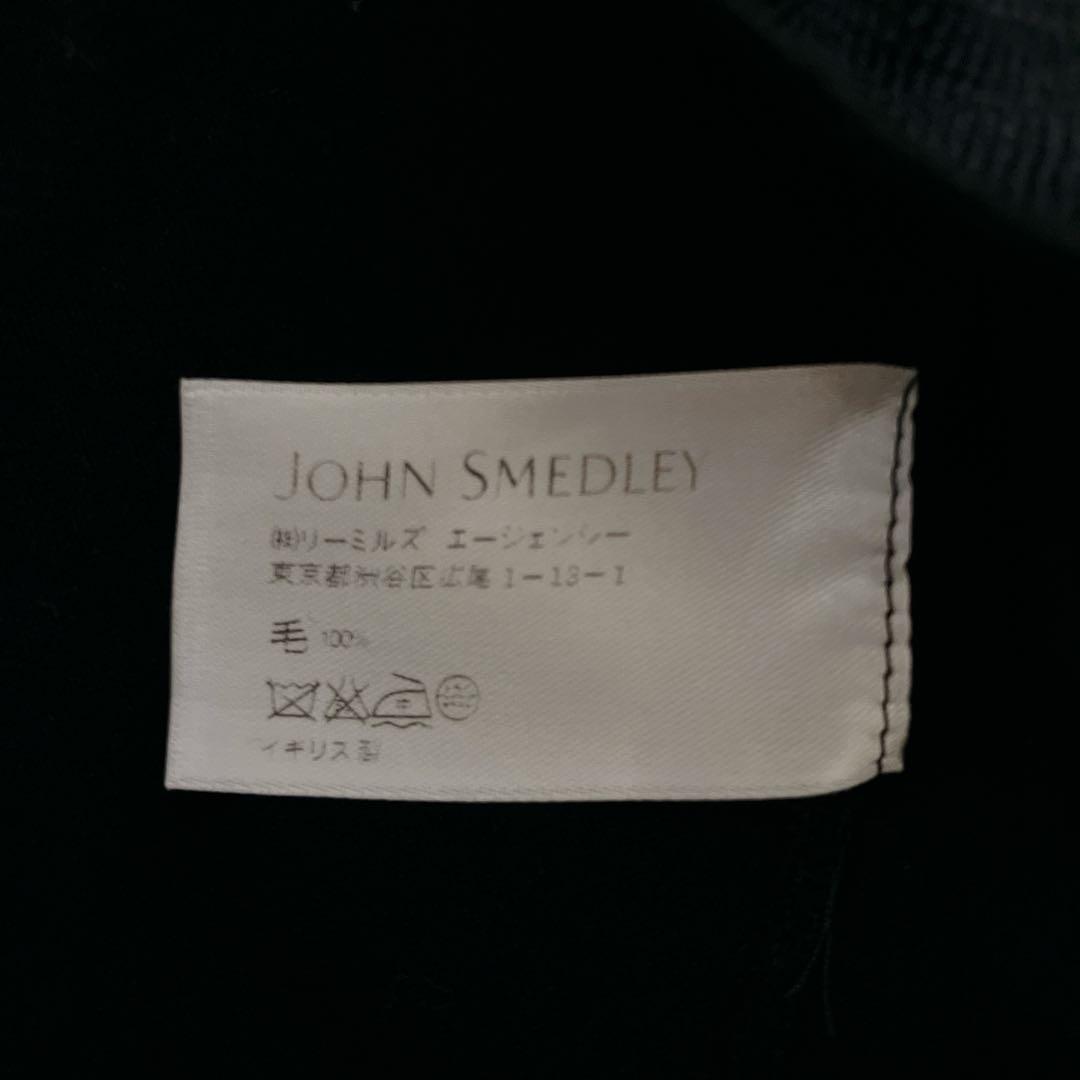 JOHN SMEDLEY
㈱リーミルズ エージェンシー
東京都渋谷区広尾1-13-1
毛 100%
イギリス製